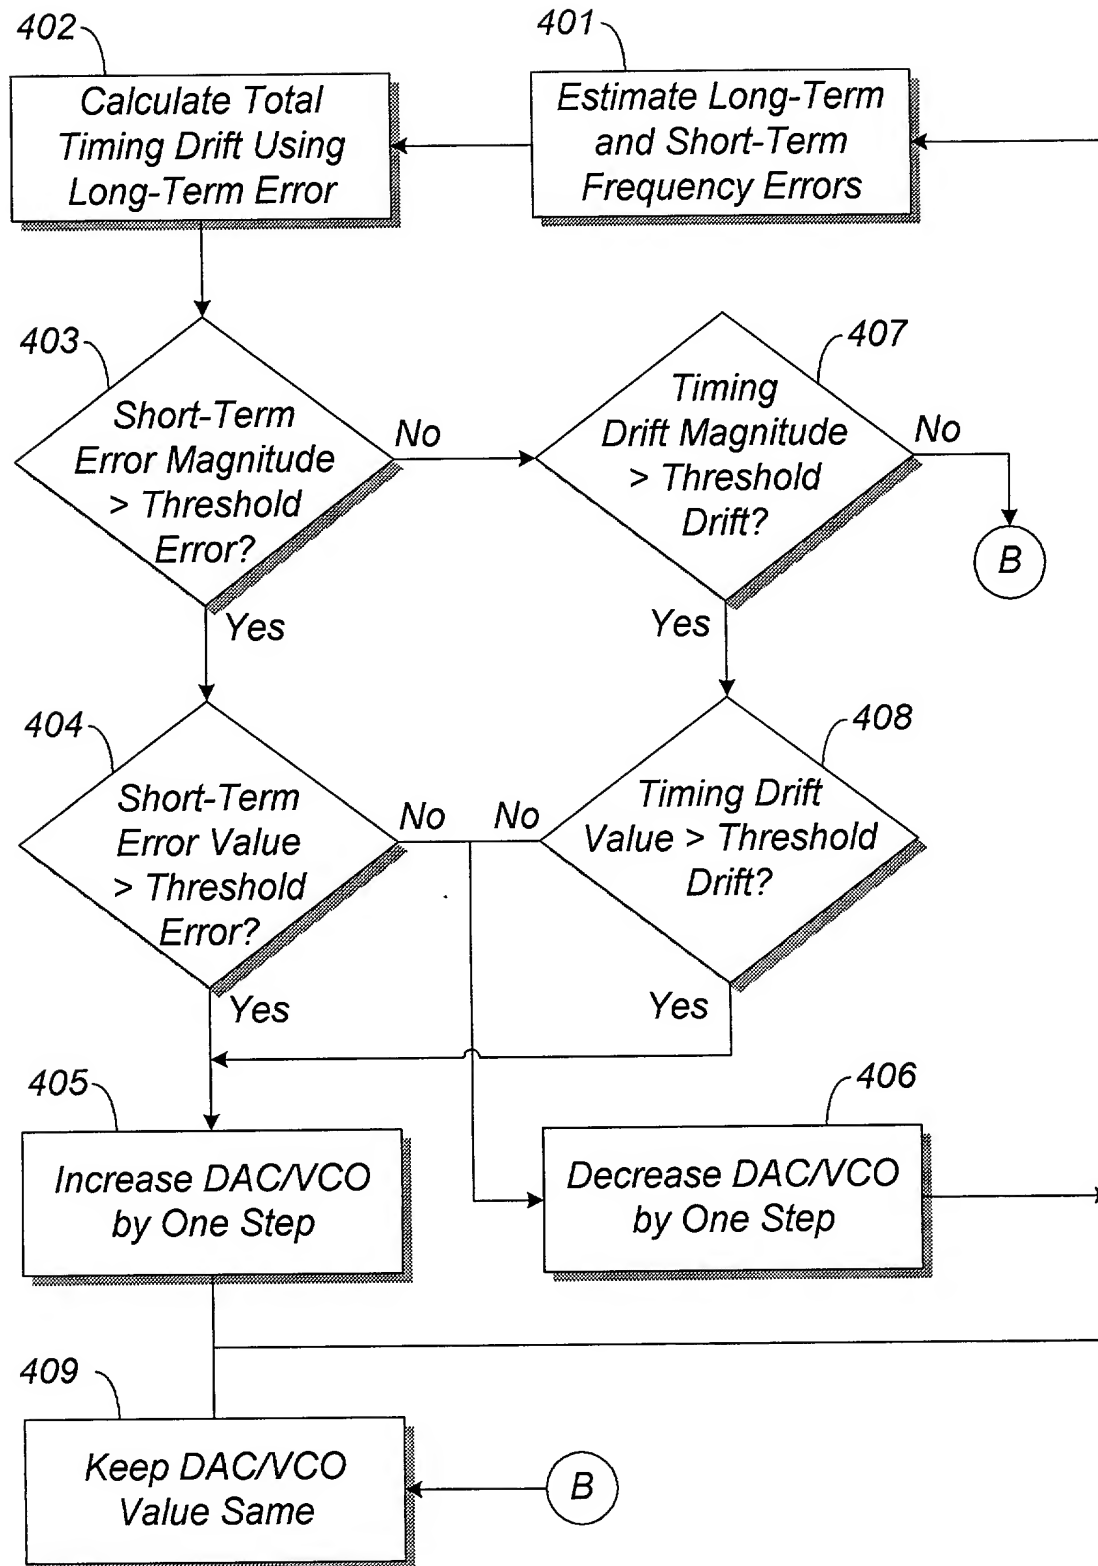 402
Calculate Total
Timing Drift Using
Long-Term Error
401
Estimate Long-Term
and Short-Term
Frequency Errors
403
Short-Term
Error Magnitude
> Threshold
Error?
No
Yes
407
Timing
Drift Magnitude
> Threshold
Drift?
No
Yes
B
404
Short-Term
Error Value
> Threshold
Error?
No
Yes
408
Timing Drift
Value > Threshold
Drift?
No
Yes
405
Increase DAC/VCO
by One Step
406
Decrease DAC/VCO
by One Step
409
Keep DAC/VCO
Value Same
B